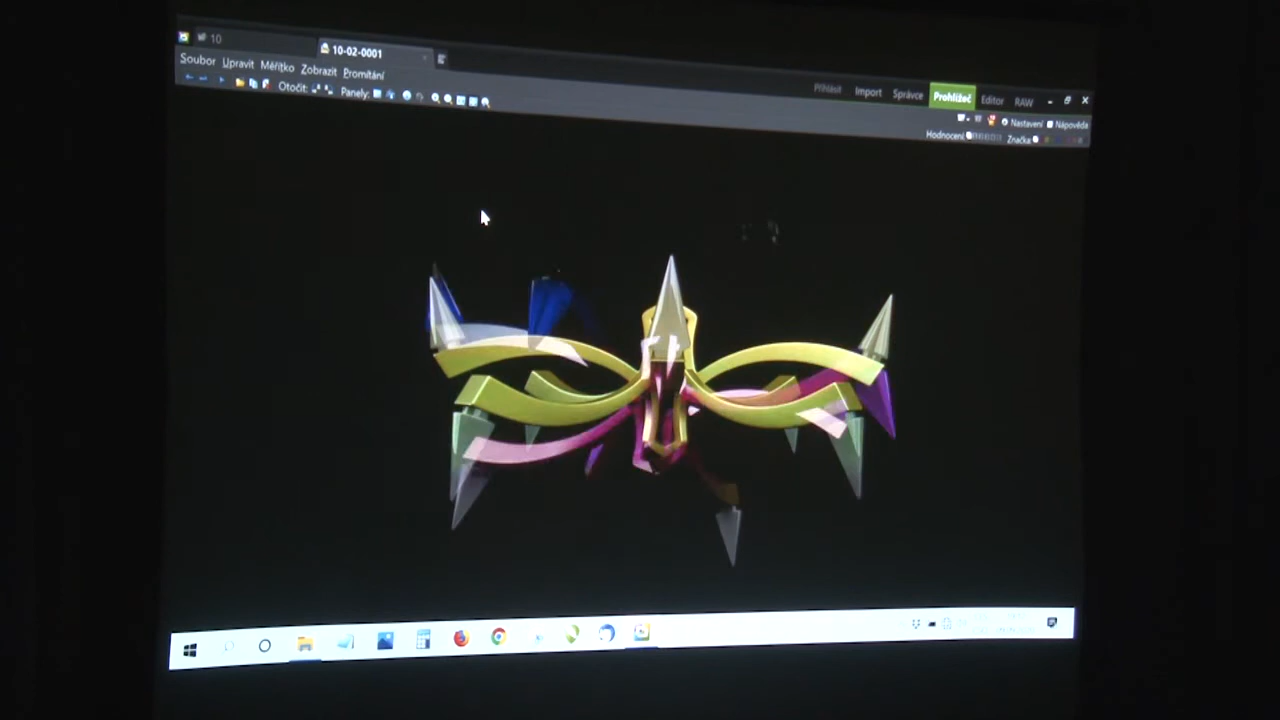 10
10-02-0001
Soubor Upravit Měřítko Zobrazit Promítání
Otočit: Panely:
Import Správce Prohlížeč Editor RAW
Nastavení Nápověda
Hodnocení Značka